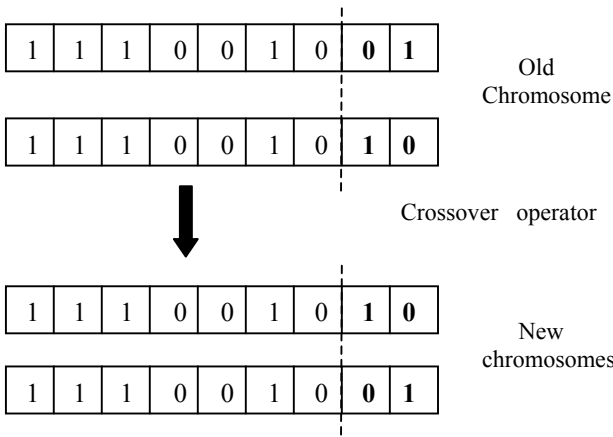 1 1 1 0 0 1 0 0 1
Old
Chromosome
1 1 1 0 0 1 0 1 0
Crossover operator
1 1 1 0 0 1 0 1 0
New
chromosomes
1 1 1 0 0 1 0 0 1